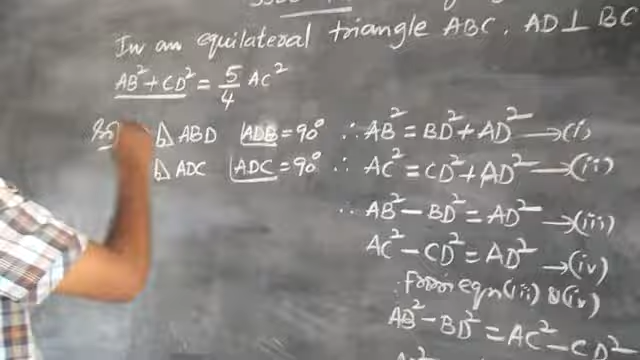 In an equilateral triangle ABC, AD⊥BC
AB²+CD² = 5/4 AC²
△ABD ∠ADB = 90° ∴ AB² = BD²+AD² →(i)
△ADC ∠ADC = 90° ∴ AC² = CD²+AD² →(ii)
∴ AB²−BD² = AD² →(iii)
AC²−CD² = AD² →(iv)
∴ from eqn(iii) & (iv)
AB²−BD² = AC²−CD²